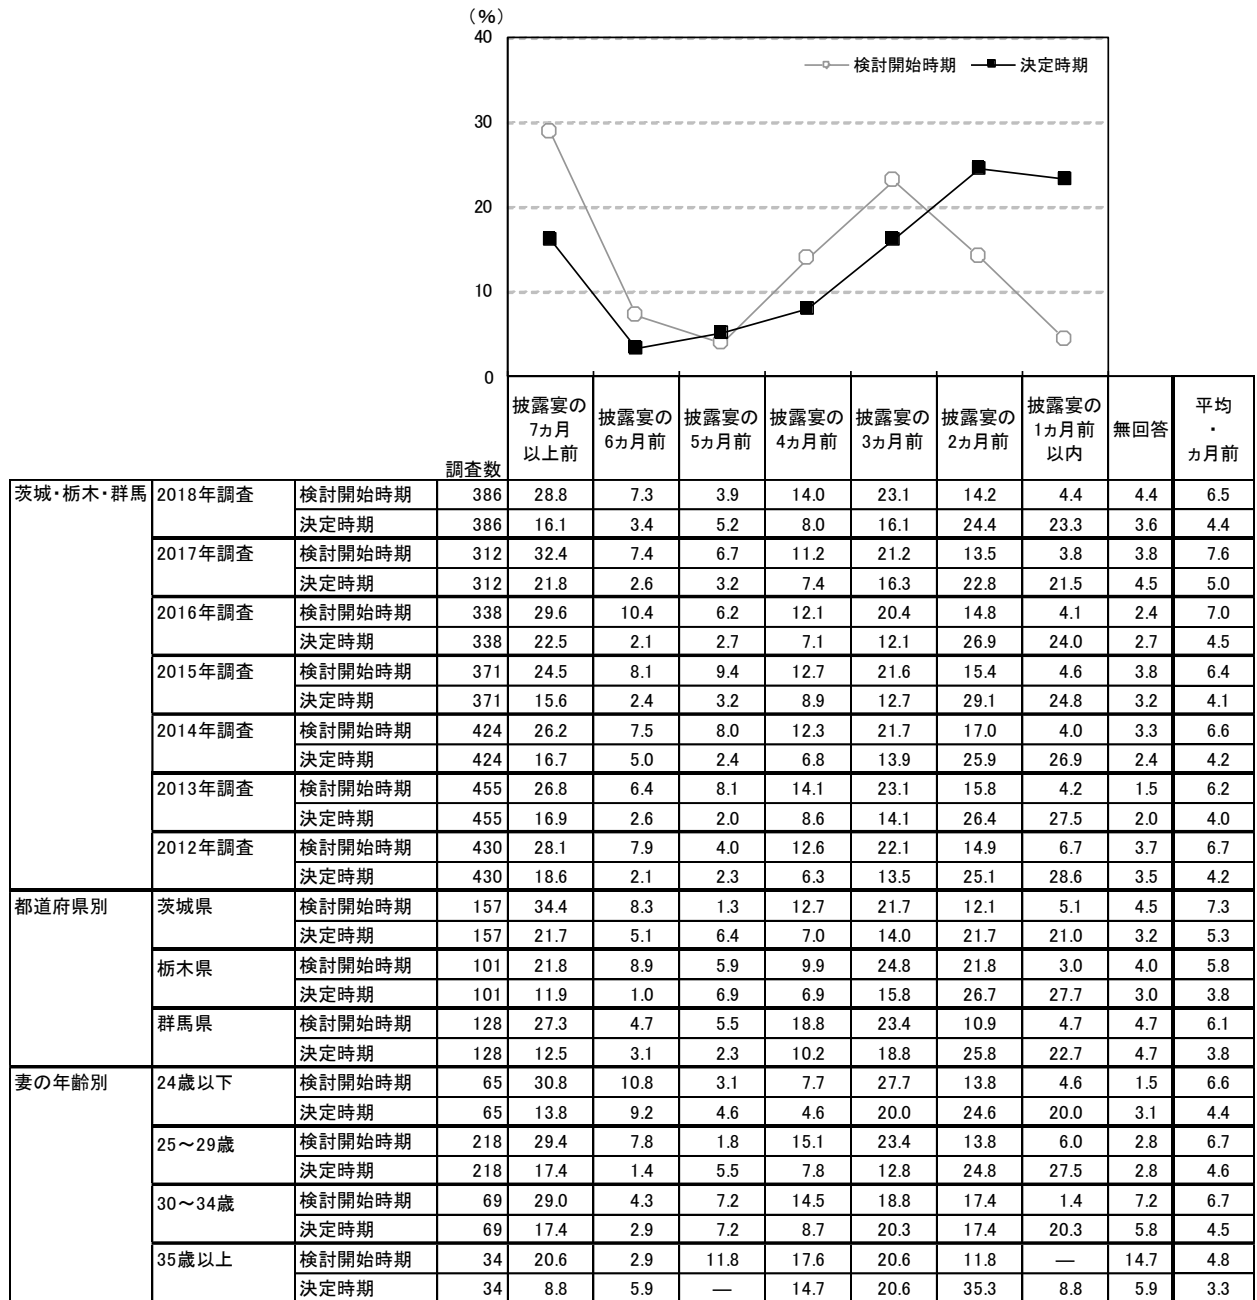 （%）
40
検討開始時期 決定時期
30
20
10
0
調査数 披露宴の7ヵ月以上前 披露宴の6ヵ月前 披露宴の5ヵ月前 披露宴の4ヵ月前 披露宴の3ヵ月前 披露宴の2ヵ月前 披露宴の1ヵ月前以内 無回答 平均・ヵ月前
茨城・栃木・群馬 2018年調査 検討開始時期 386 28.8 7.3 3.9 14.0 23.1 14.2 4.4 4.4 6.5
決定時期 386 16.1 3.4 5.2 8.0 16.1 24.4 23.3 3.6 4.4
2017年調査 検討開始時期 312 32.4 7.4 6.7 11.2 21.2 13.5 3.8 3.8 7.6
決定時期 312 21.8 2.6 3.2 7.4 16.3 22.8 21.5 4.5 5.0
2016年調査 検討開始時期 338 29.6 10.4 6.2 12.1 20.4 14.8 4.1 2.4 7.0
決定時期 338 22.5 2.1 2.7 7.1 12.1 26.9 24.0 2.7 4.5
2015年調査 検討開始時期 371 24.5 8.1 9.4 12.7 21.6 15.4 4.6 3.8 6.4
決定時期 371 15.6 2.4 3.2 8.9 12.7 29.1 24.8 3.2 4.1
2014年調査 検討開始時期 424 26.2 7.5 8.0 12.3 21.7 17.0 4.0 3.3 6.6
決定時期 424 16.7 5.0 2.4 6.8 13.9 25.9 26.9 2.4 4.2
2013年調査 検討開始時期 455 26.8 6.4 8.1 14.1 23.1 15.8 4.2 1.5 6.2
決定時期 455 16.9 2.6 2.0 8.6 14.1 26.4 27.5 2.0 4.0
2012年調査 検討開始時期 430 28.1 7.9 4.0 12.6 22.1 14.9 6.7 3.7 6.7
決定時期 430 18.6 2.1 2.3 6.3 13.5 25.1 28.6 3.5 4.2
都道府県別 茨城県 検討開始時期 157 34.4 8.3 1.3 12.7 21.7 12.1 5.1 4.5 7.3
決定時期 157 21.7 5.1 6.4 7.0 14.0 21.7 21.0 3.2 5.3
栃木県 検討開始時期 101 21.8 8.9 5.9 9.9 24.8 21.8 3.0 4.0 5.8
決定時期 101 11.9 1.0 6.9 6.9 15.8 26.7 27.7 3.0 3.8
群馬県 検討開始時期 128 27.3 4.7 5.5 18.8 23.4 10.9 4.7 4.7 6.1
決定時期 128 12.5 3.1 2.3 10.2 18.8 25.8 22.7 4.7 3.8
妻の年齢別 24歳以下 検討開始時期 65 30.8 10.8 3.1 7.7 27.7 13.8 4.6 1.5 6.6
決定時期 65 13.8 9.2 4.6 4.6 20.0 24.6 20.0 3.1 4.4
25～29歳 検討開始時期 218 29.4 7.8 1.8 15.1 23.4 13.8 6.0 2.8 6.7
決定時期 218 17.4 1.4 5.5 7.8 12.8 24.8 27.5 2.8 4.6
30～34歳 検討開始時期 69 29.0 4.3 7.2 14.5 18.8 17.4 1.4 7.2 6.7
決定時期 69 17.4 2.9 7.2 8.7 20.3 17.4 20.3 5.8 4.5
35歳以上 検討開始時期 34 20.6 2.9 11.8 17.6 20.6 11.8 ― 14.7 4.8
決定時期 34 8.8 5.9 ― 14.7 20.6 35.3 8.8 5.9 3.3